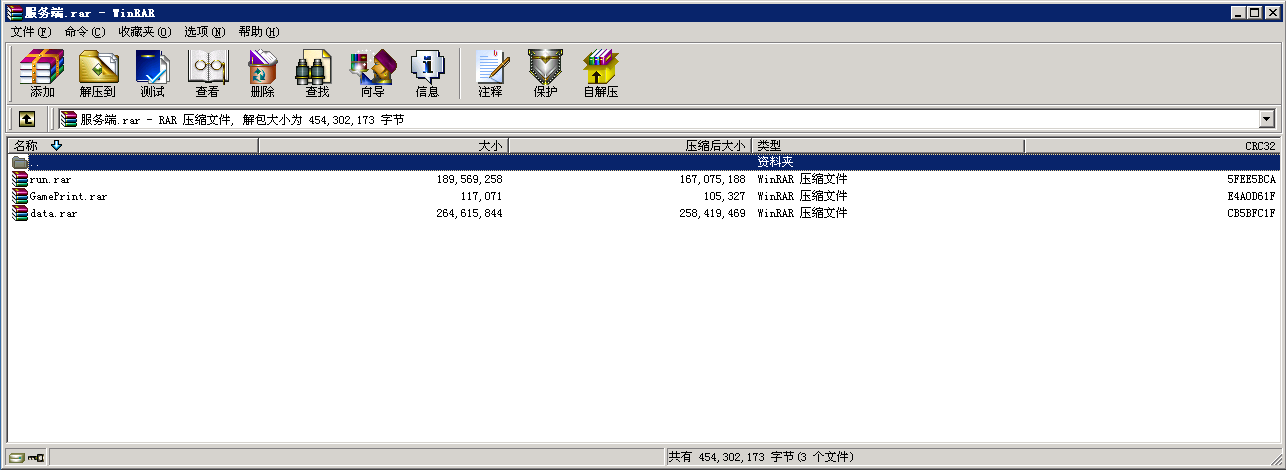 服务端.rar - WinRAR
文件(F) 命令(C) 收藏夹(O) 选项(N) 帮助(H)
添加 解压到 测试 查看 删除 查找 向导 信息 注释 保护 自解压
服务端.rar - RAR 压缩文件, 解包大小为 454,302,173 字节
名称 大小 压缩后大小 类型 CRC32
.. 资料夹
run.rar 189,569,258 167,075,188 WinRAR 压缩文件 5FEE5BCA
GamePrint.rar 117,071 105,327 WinRAR 压缩文件 E4A0D61F
data.rar 264,615,844 258,419,469 WinRAR 压缩文件 CB5BFC1F
共有 454,302,173 字节(3 个文件)